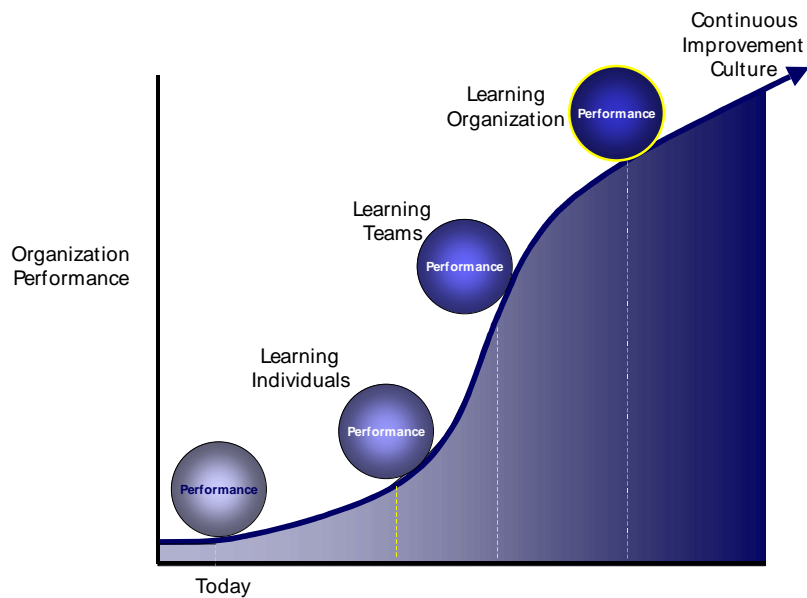 Continuous
Improvement
Culture
Learning
Organization
Performance
Learning
Teams
Performance
Organization
Performance
Learning
Individuals
Performance
Performance
Today